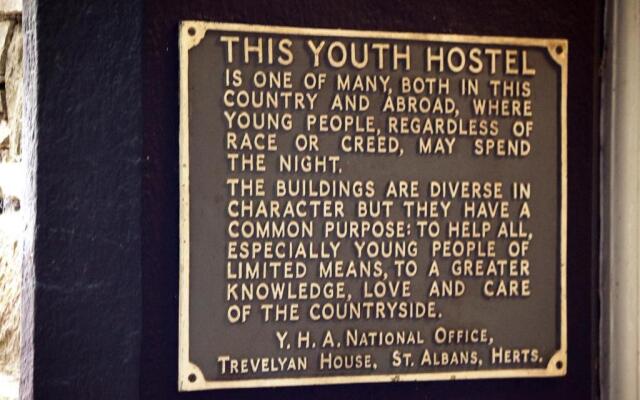 THIS YOUTH HOSTEL
IS ONE OF MANY, BOTH IN THIS
COUNTRY AND ABROAD, WHERE
YOUNG PEOPLE, REGARDLESS OF
RACE OR CREED, MAY SPEND
THE NIGHT.
THE BUILDINGS ARE DIVERSE IN
CHARACTER BUT THEY HAVE A
COMMON PURPOSE: TO HELP ALL,
ESPECIALLY YOUNG PEOPLE OF
LIMITED MEANS, TO A GREATER
KNOWLEDGE, LOVE AND CARE
OF THE COUNTRYSIDE.
Y. H. A. NATIONAL OFFICE,
TREVELYAN HOUSE, ST. ALBANS, HERTS.